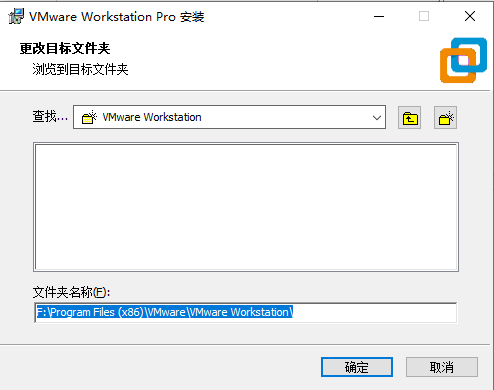 VMware Workstation Pro 安装
更改目标文件夹
浏览到目标文件夹
查找...
VMware Workstation
文件夹名称(F):
F:\Program Files (x86)\VMware\VMware Workstation\
确定
取消